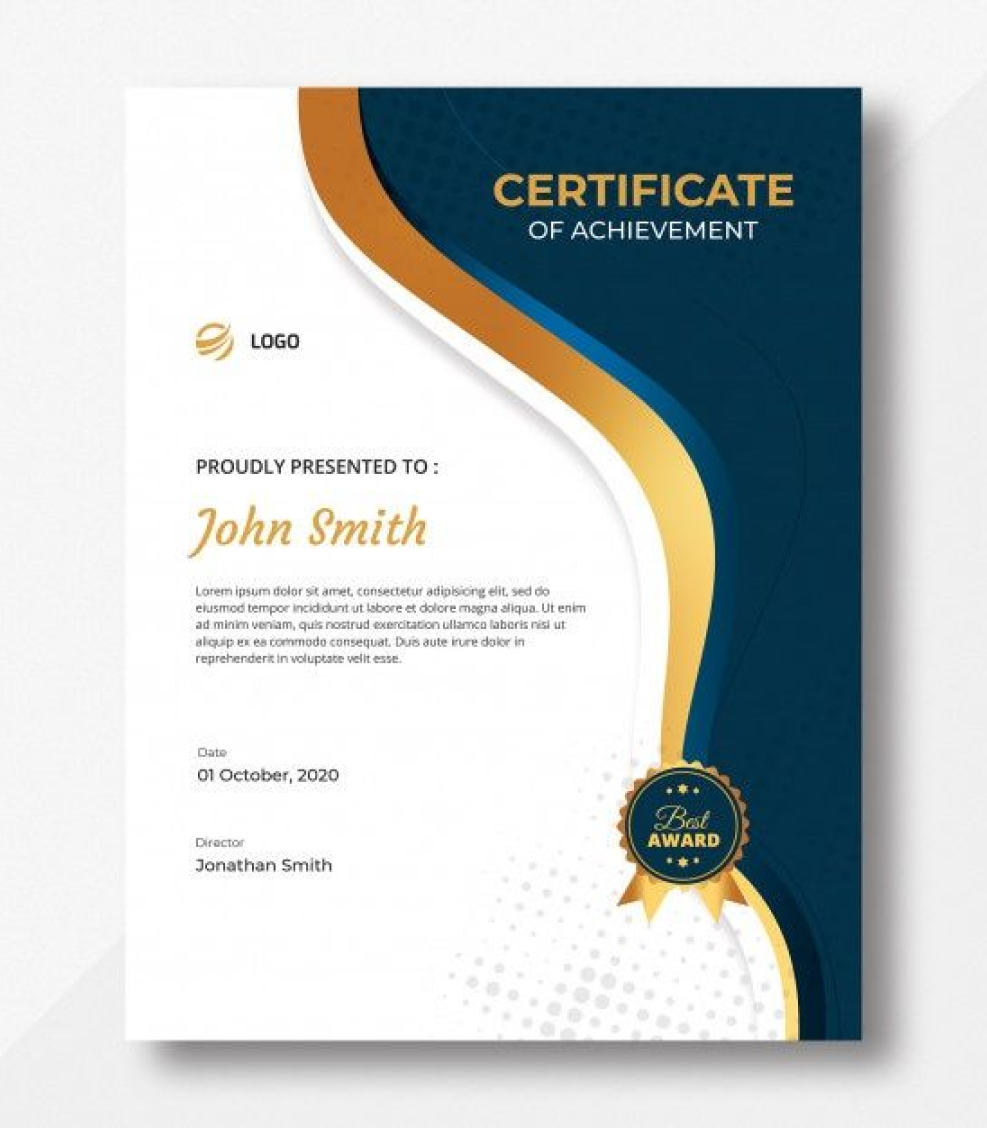 CERTIFICATE
OF ACHIEVEMENT
LOGO
PROUDLY PRESENTED TO :
John Smith
Lorem ipsum dolor sit amet, consectetur adipisicing elit, sed do
eiusmod tempor incididunt ut labore et dolore magna aliqua. Ut enim
ad minim veniam, quis nostrud exercitation ullamco laboris nisi ut
aliquip ex ea commodo consequat. Duis aute irure dolor in
reprehenderit in voluptate velit esse.
Date
01 October, 2020
Director
Jonathan Smith
Best
AWARD